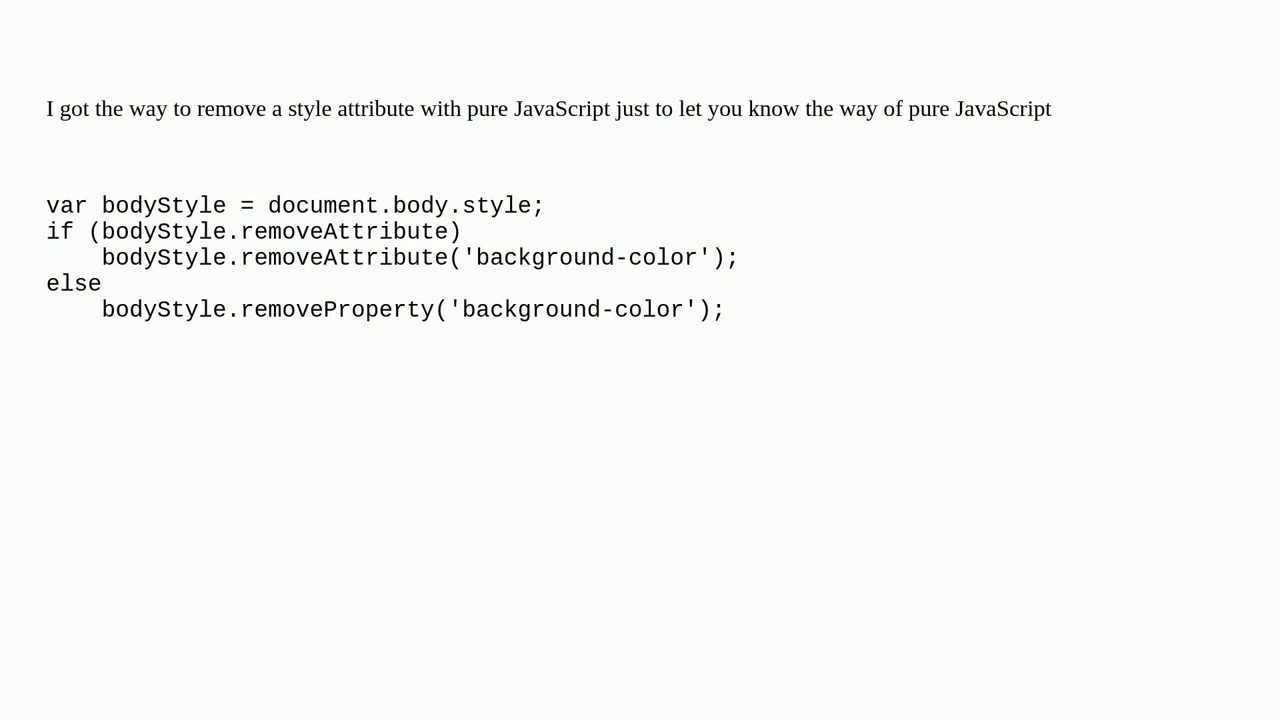 I got the way to remove a style attribute with pure JavaScript just to let you know the way of pure JavaScript
var bodyStyle = document.body.style;
if (bodyStyle.removeAttribute)
    bodyStyle.removeAttribute('background-color');
else
    bodyStyle.removeProperty('background-color');